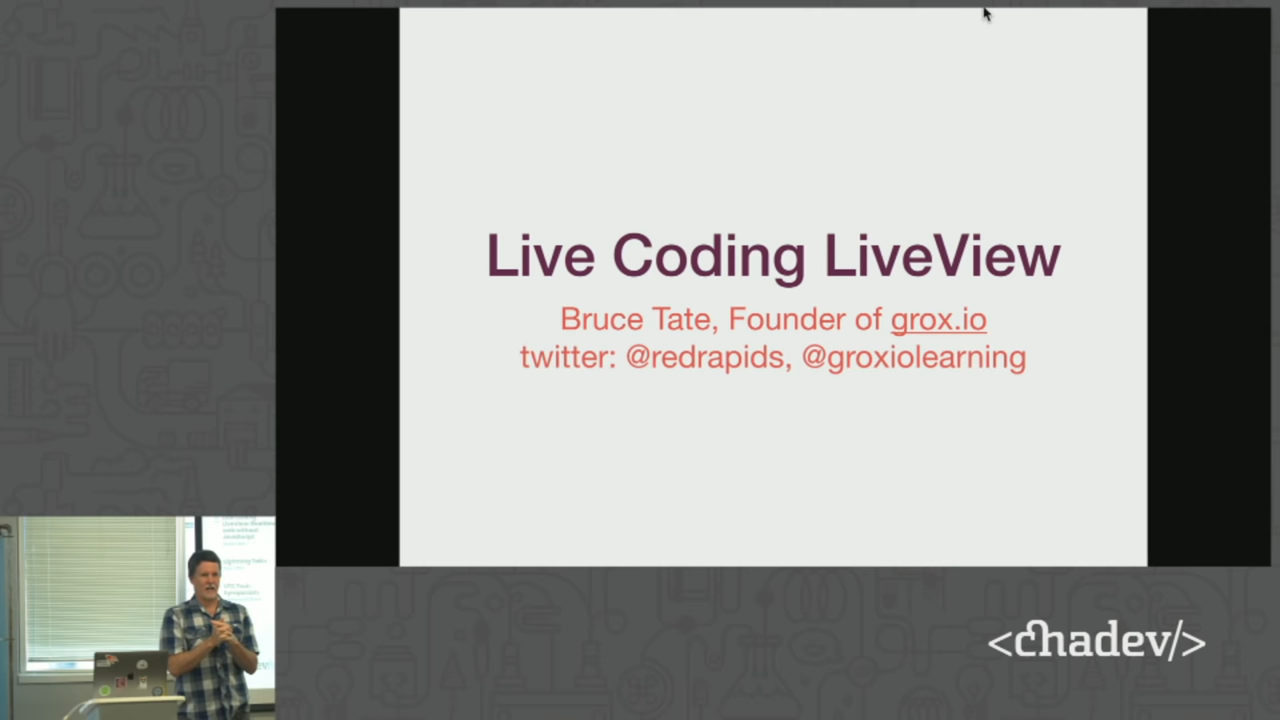 Live Coding LiveView
Bruce Tate, Founder of grox.io
twitter: @redrapids, @groxiolearning
<chadev/>